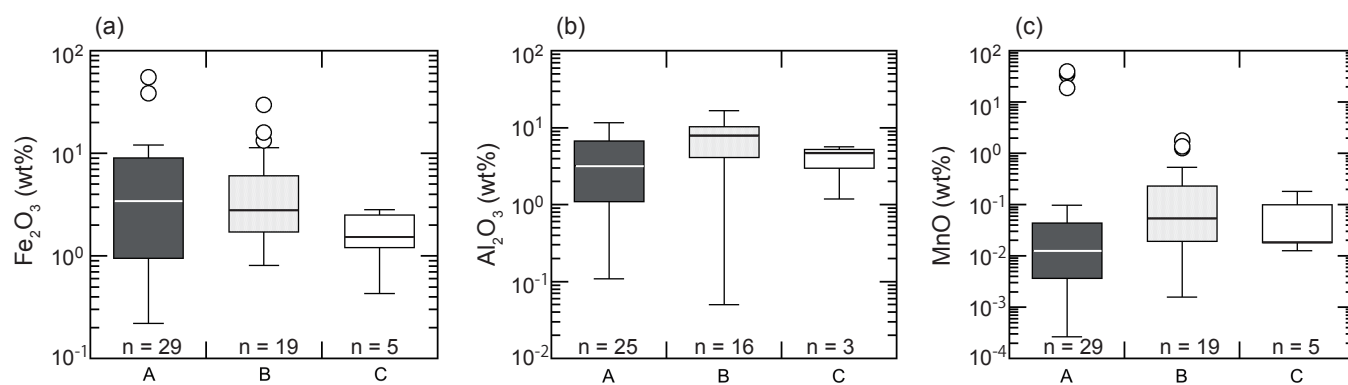 (a)
Fe₂O₃ (wt%)
10²
10¹
10⁰
10⁻¹
n = 29
n = 19
n = 5
A
B
C
(b)
Al₂O₃ (wt%)
10²
10¹
10⁰
10⁻¹
10⁻²
n = 25
n = 16
n = 3
A
B
C
(c)
MnO (wt%)
10²
10¹
10⁰
10⁻¹
10⁻²
10⁻³
10⁻⁴
n = 29
n = 19
n = 5
A
B
C